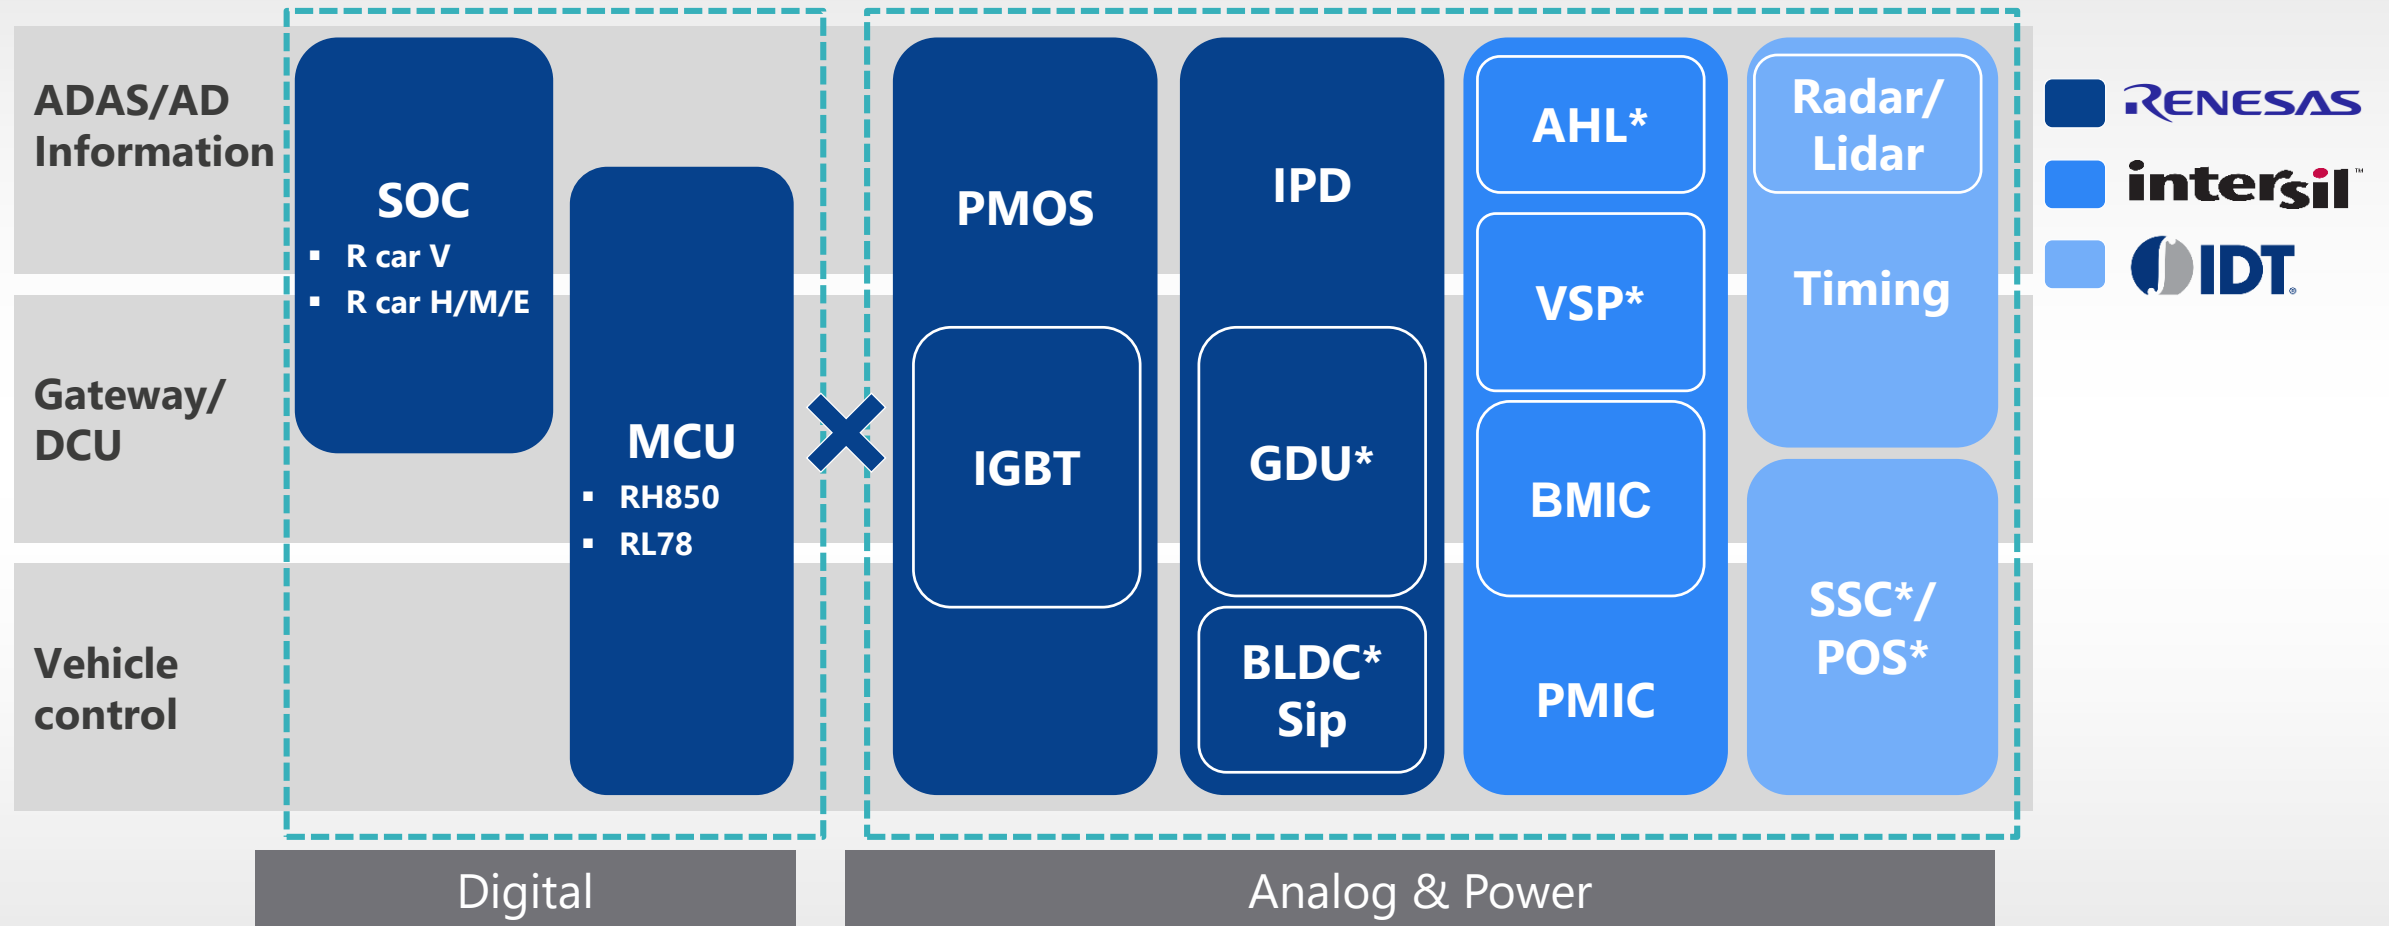 ADAS/AD
Information
Gateway/
DCU
Vehicle
control
SOC
▪ R car V
▪ R car H/M/E
MCU
▪ RH850
▪ RL78
PMOS
IGBT
IPD
GDU*
BLDC*
Sip
AHL*
VSP*
BMIC
PMIC
Radar/
Lidar
Timing
SSC*/
POS*
RENESAS
intersil™
IDT®
Digital
Analog & Power